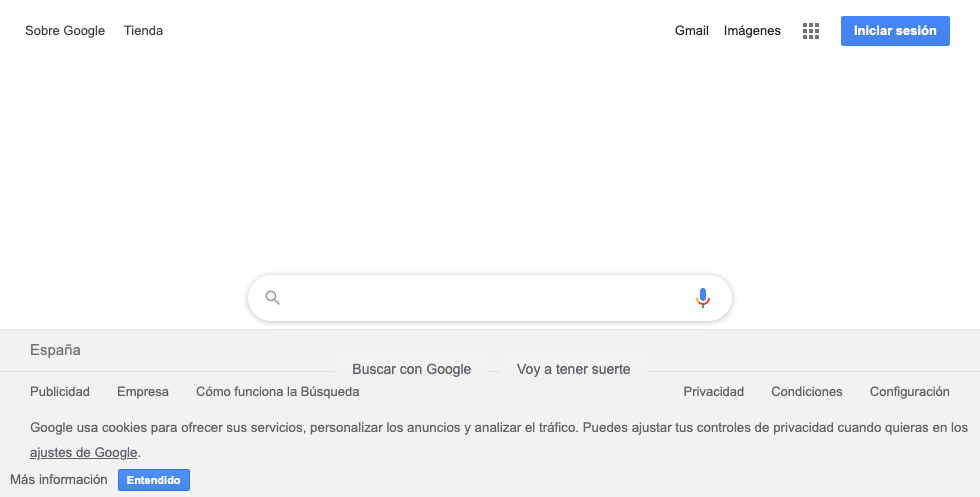 Sobre Google Tienda Gmail Imágenes Iniciar sesión
España
Buscar con Google Voy a tener suerte
Publicidad Empresa Cómo funciona la Búsqueda Privacidad Condiciones Configuración
Google usa cookies para ofrecer sus servicios, personalizar los anuncios y analizar el tráfico. Puedes ajustar tus controles de privacidad cuando quieras en los
ajustes de Google.
Más información Entendido